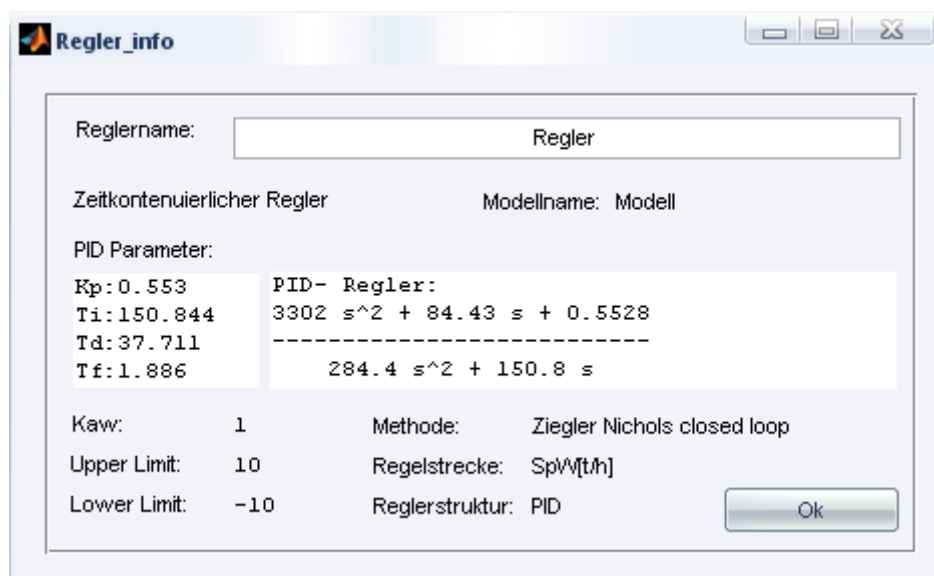 Regler_info
Reglername: Regler
Zeitkontenuierlicher Regler Modellname: Modell
PID Parameter:
Kp:0.553
Ti:150.844
Td:37.711
Tf:1.886
PID- Regler:
3302 s^2 + 84.43 s + 0.5528
---------------------------
284.4 s^2 + 150.8 s
Kaw: 1 Methode: Ziegler Nichols closed loop
Upper Limit: 10 Regelstrecke: SpW[t/h]
Lower Limit: -10 Reglerstruktur: PID
Ok